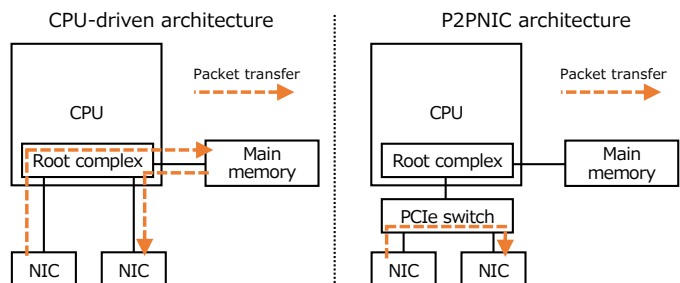 CPU-driven architecture
Packet transfer
CPU
Root complex
Main
memory
NIC
NIC
P2PNIC architecture
Packet transfer
CPU
Root complex
Main
memory
PCIe switch
NIC
NIC